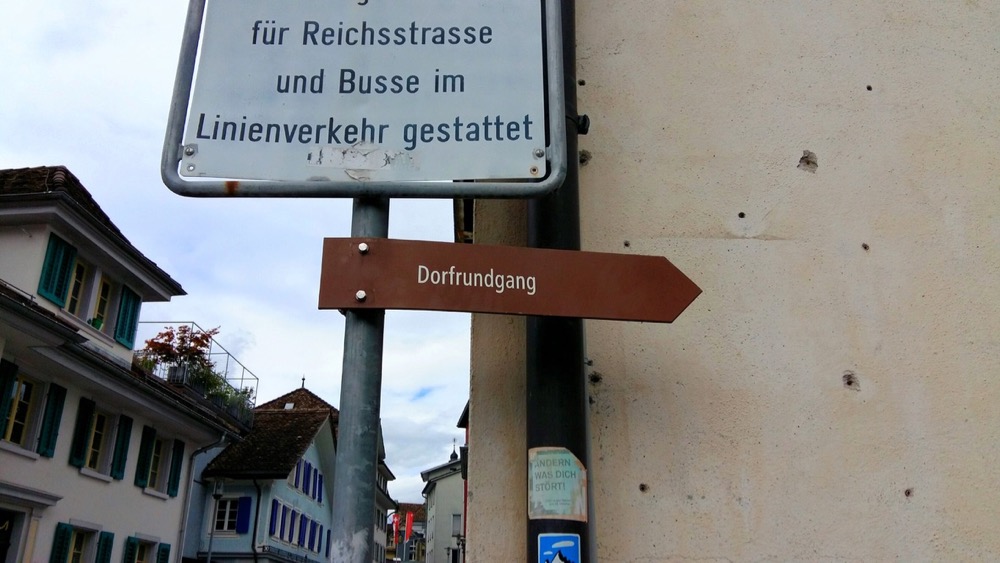 für Reichsstrasse
und Busse im
Linienverkehr gestattet
Dorfrundgang
ÄNDERN
WAS DICH
STÖRT!